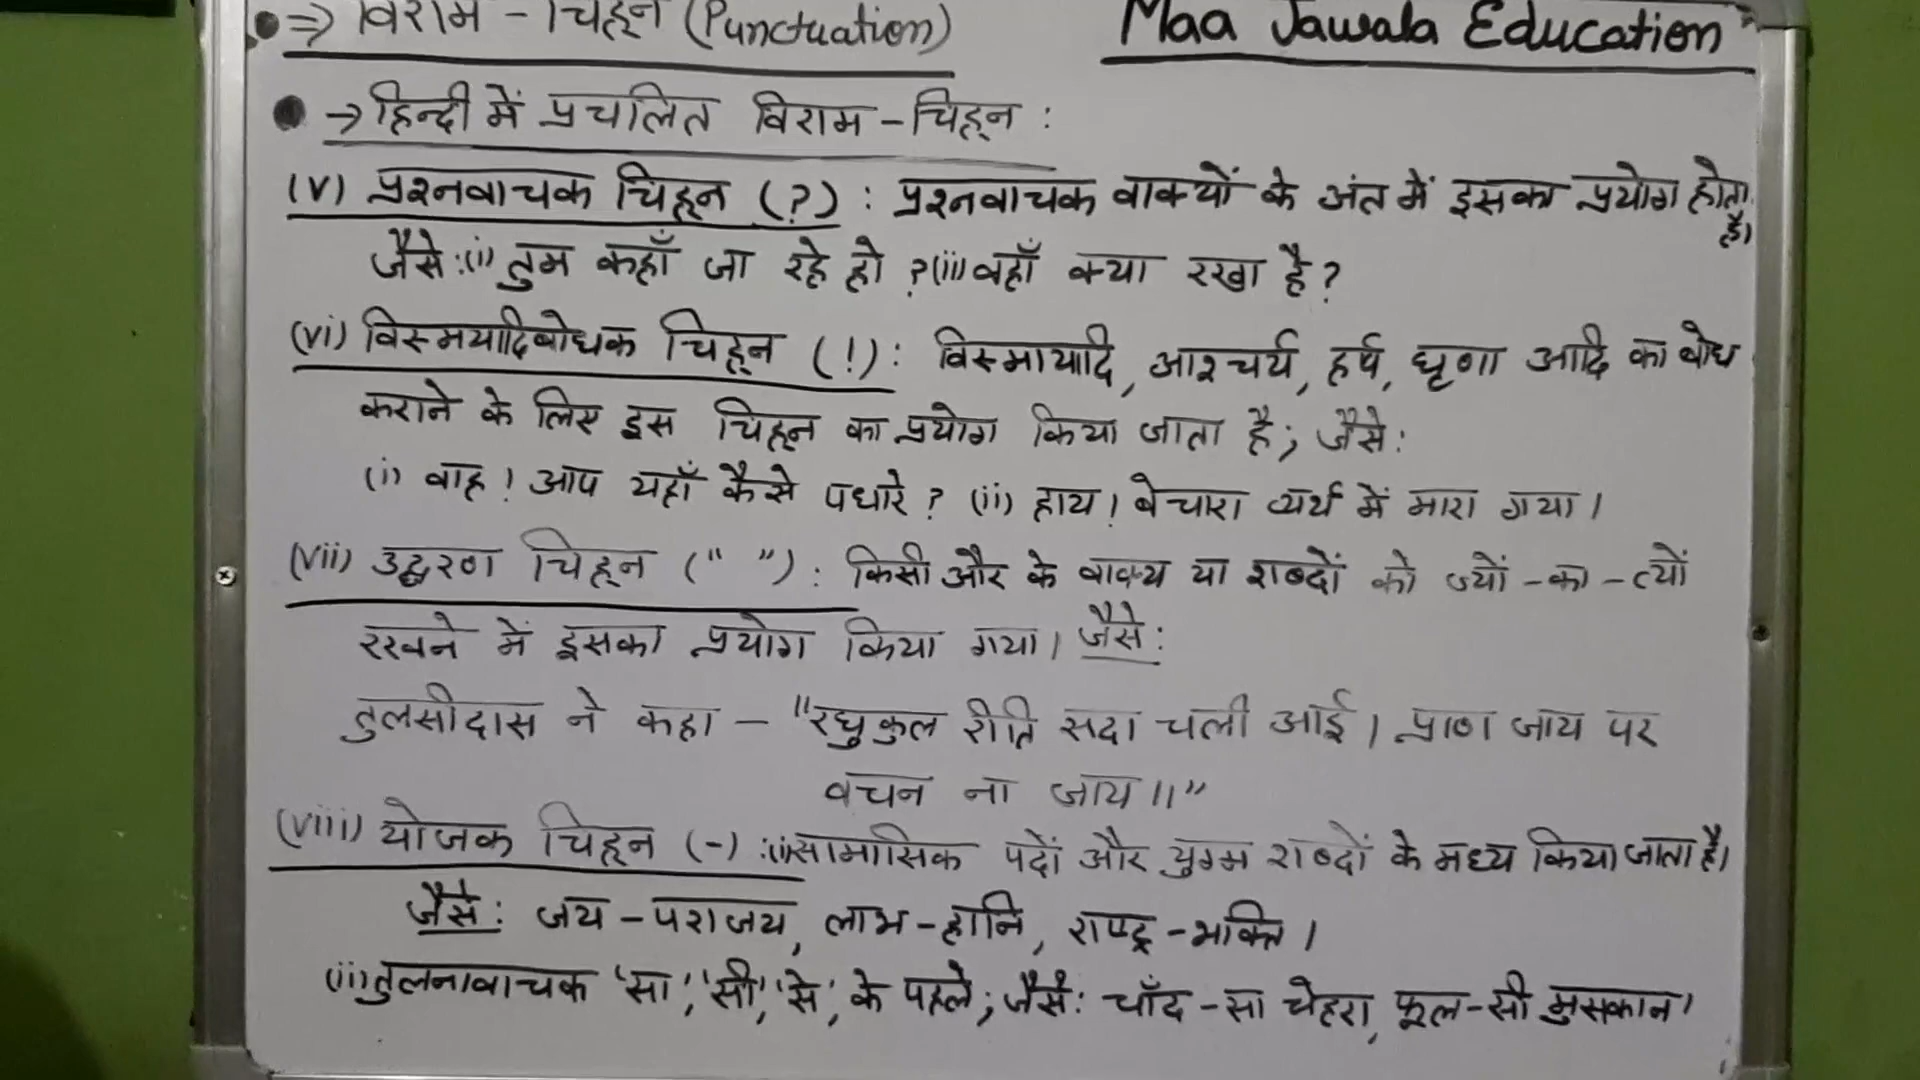 ⇒ विराम - चिह्न (Punctuation)
Maa Jawala Education
→ हिन्दी में प्रचलित विराम - चिह्न :
(v) प्रश्नवाचक चिह्न (?) : प्रश्नवाचक वाक्यों के अंत में इसका प्रयोग होता है।
जैसे :(i) तुम कहाँ जा रहे हो ? (ii) वहाँ क्या रखा है ?
(vi) विस्मयादिबोधक चिह्न (!) : विस्मायादि, आश्चर्य, हर्ष, घृणा आदि का बोध
कराने के लिए इस चिह्न का प्रयोग किया जाता है; जैसे :
(i) वाह ! आप यहाँ कैसे पधारे ? (ii) हाय ! बेचारा व्यर्थ में मारा गया ।
(vii) उद्धरण चिह्न (“ ”) : किसी और के वाक्य या शब्दों को ज्यों - का - त्यों
रखने में इसका प्रयोग किया गया । जैसे :
तुलसीदास ने कहा – "रघुकुल रीति सदा चली आई । प्राण जाय पर
वचन ना जाय ॥”
(viii) योजक चिह्न (-) :(i) सामासिक पदों और युग्म शब्दों के मध्य किया जाता है।
जैसे : जय - पराजय, लाभ - हानि, राष्ट्र - भक्ति ।
(ii) तुलनावाचक 'सा', 'सी', 'से', के पहले; जैसे : चाँद - सा चेहरा, फूल - सी मुसकान ।